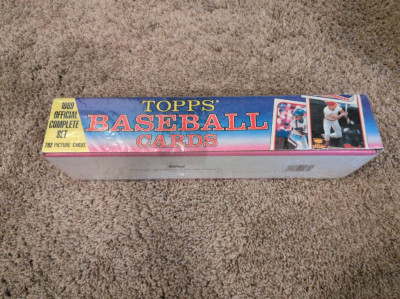 1989 OFFICIAL
COMPLETE
SET
792 PICTURE CARDS
TOPPS®
BASEBALL
CARDS